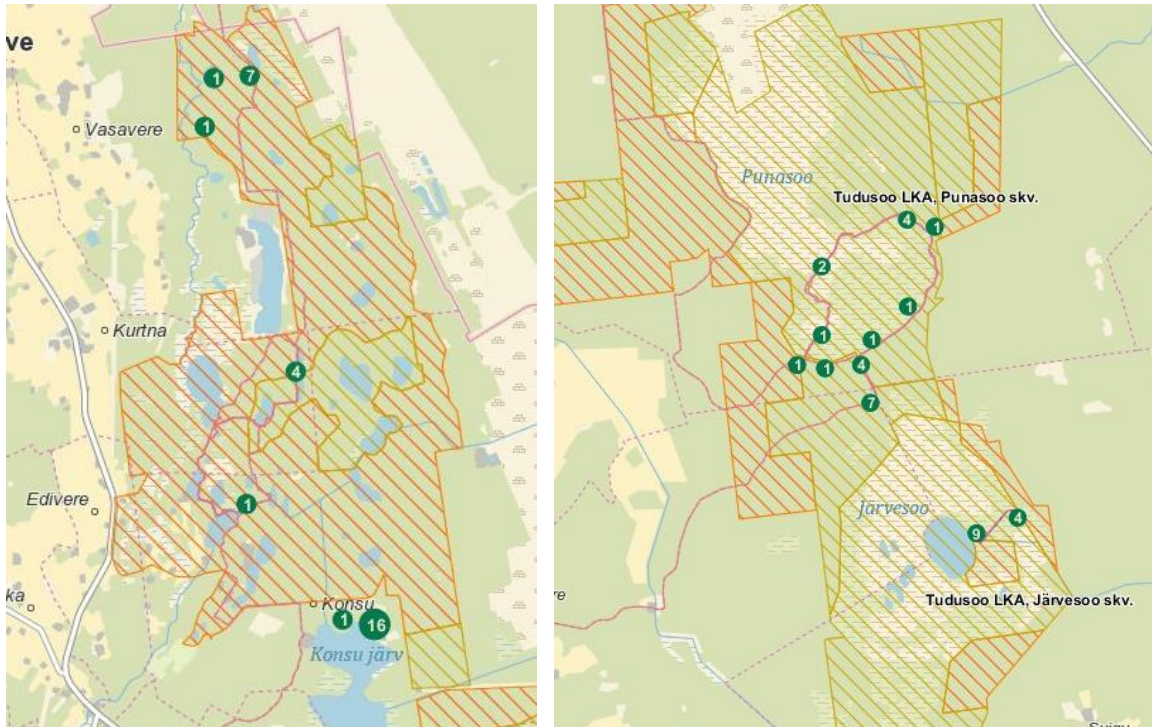 ve
1
7
Vasavere
1
Kurtna
4
Edivere
1
ka
Konsu
1
16
Konsu järv
Punasoo
Tudusoo LKA, Punasoo skv.
4
1
2
1
1
1
1
1
4
7
Järvesoo
4
9
re
Tudusoo LKA, Järvesoo skv.